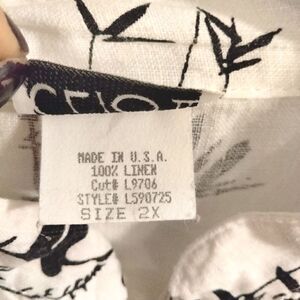 MADE IN U.S.A.
100% LINEN
Cut# L9706
STYLE# L590725
SIZE 2X